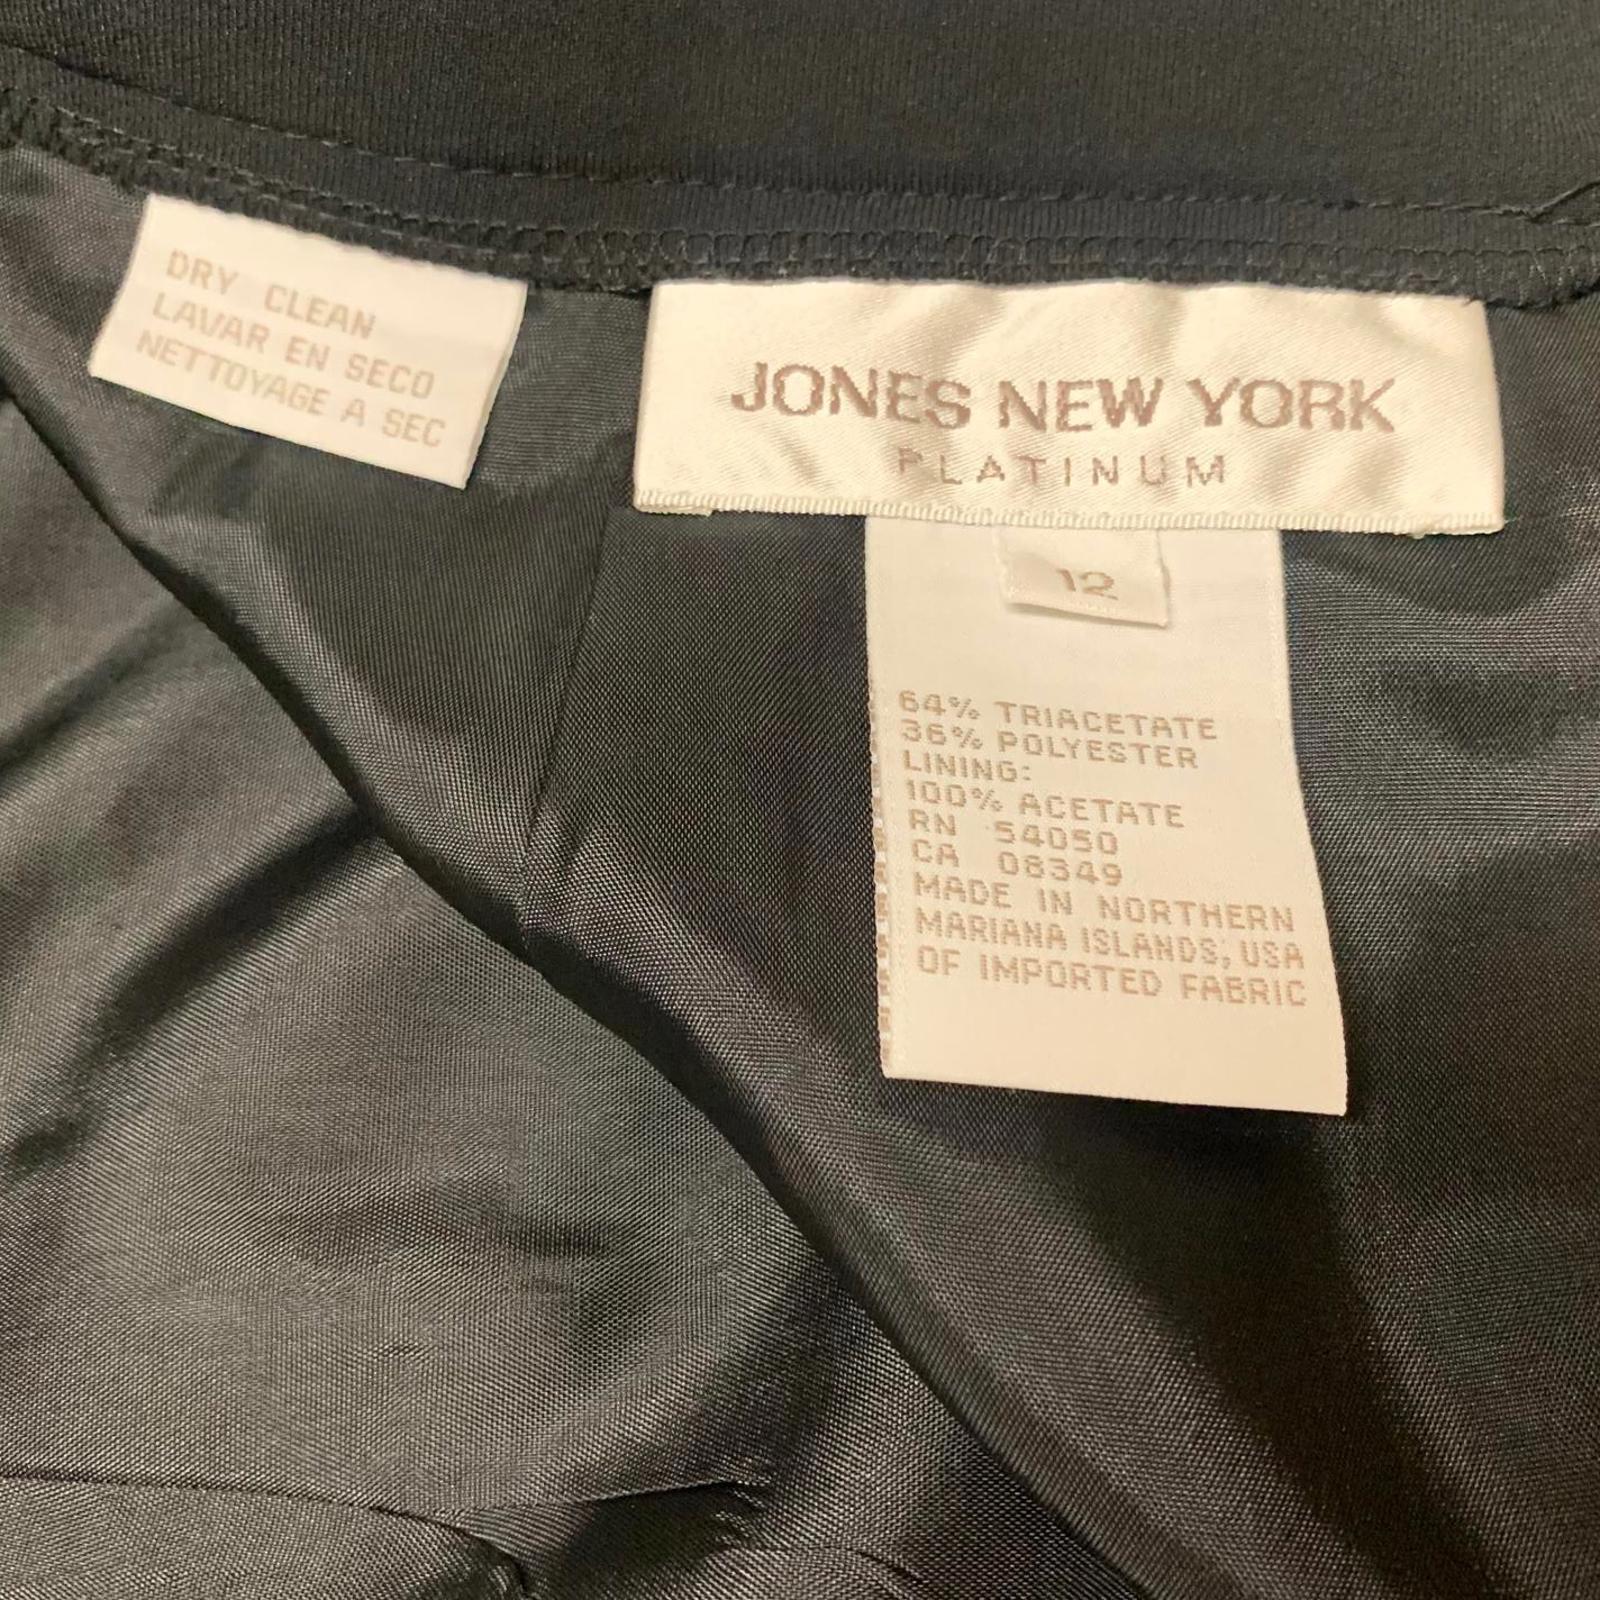 DRY CLEAN
LAVAR EN SECO
NETTOYAGE A SEC
JONES NEW YORK
PLATINUM
12
64% TRIACETATE
36% POLYESTER
LINING:
100% ACETATE
RN 54050
CA 08349
MADE IN NORTHERN
MARIANA ISLANDS, USA
OF IMPORTED FABRIC